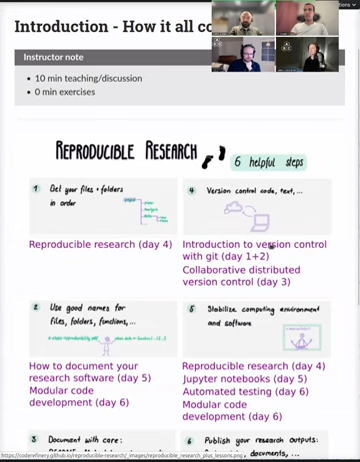 tions
Introduction - How it all co
Instructor note
• 10 min teaching/discussion
• 0 min exercises
REPRODUCIBLE RESEARCH
6 helpful steps
1 Get your files + folders
in order
Reproducible research (day 4)
4 Version control code, text,...
Introduction to version control
with git (day 1+2)
Collaborative distributed
version control (day 3)
2 Use good names for
files, folders, functions,...
How to document your
research software (day 5)
Modular code
development (day 6)
5 Stabilize computing environment
and software
Reproducible research (day 4)
Jupyter notebooks (day 5)
Automated testing (day 6)
Modular code
development (day 6)
3 Document with care:
6 Publish your research outputs:
documents, ...
https://coderefinery.github.io/reproducible-research/_images/reproducible_research_plus_lessons.png